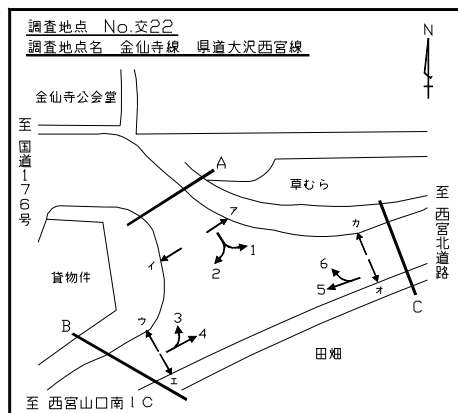 調査地点 No.交22
調査地点名 金仙寺線 県道大沢西宮線
N
金仙寺公会堂
至 国道176号
A
草むら
ア
カ
至 西宮北道路
1
2
イ
貸物件
6
5
オ
C
B
ウ
3
4
エ
田畑
至 西宮山口南IC